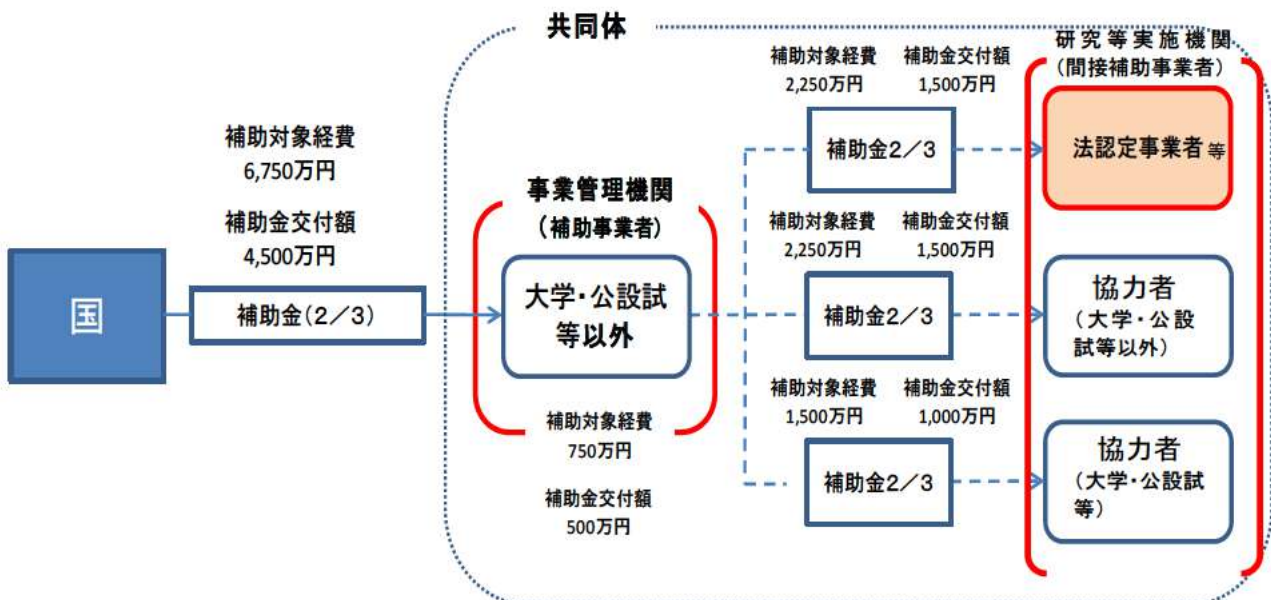 共同体
国
補助対象経費
6,750万円
補助金交付額
4,500万円
補助金(2/3)
事業管理機関
(補助事業者)
大学・公設試
等以外
補助対象経費
750万円
補助金交付額
500万円
補助対象経費 補助金交付額
2,250万円 1,500万円
補助金2/3
補助対象経費 補助金交付額
2,250万円 1,500万円
補助金2/3
補助対象経費 補助金交付額
1,500万円 1,000万円
補助金2/3
研究等実施機関
(間接補助事業者)
法認定事業者等
協力者
(大学・公設
試等以外)
協力者
(大学・公設試
等)